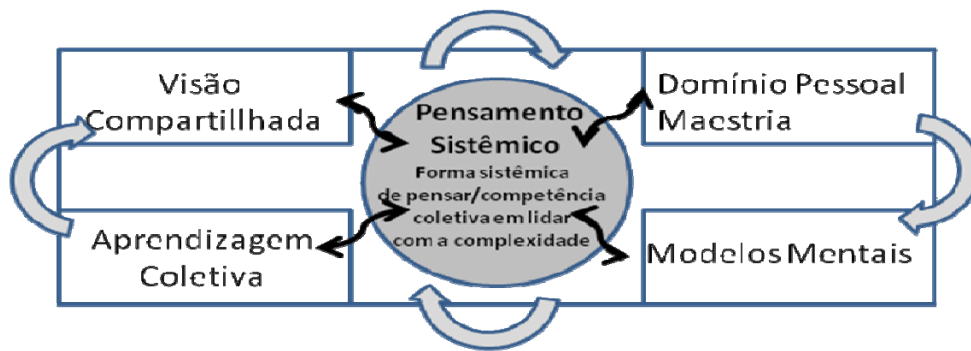 Visão
Compartillhada
Pensamento
Sistêmico
Forma sistêmica
de pensar/competência
coletiva em lidar
com a complexidade
Domínio Pessoal
Maestria
Aprendizagem
Coletiva
Modelos Mentais